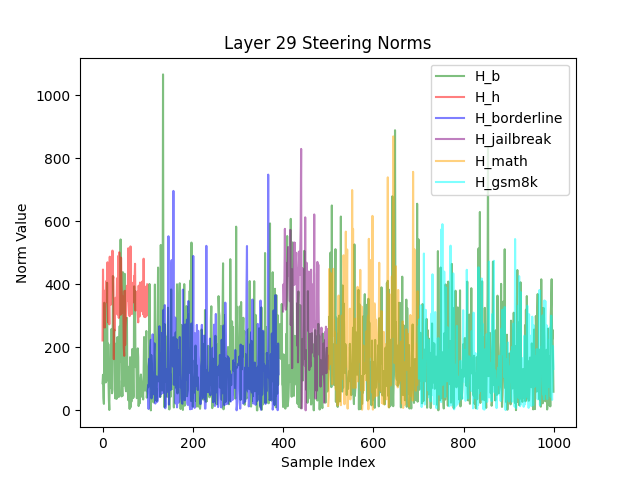 Layer 29 Steering Norms
H_b
H_h
H_borderline
H_jailbreak
H_math
H_gsm8k
Norm Value
1000
800
600
400
200
0
0 200 400 600 800 1000
Sample Index